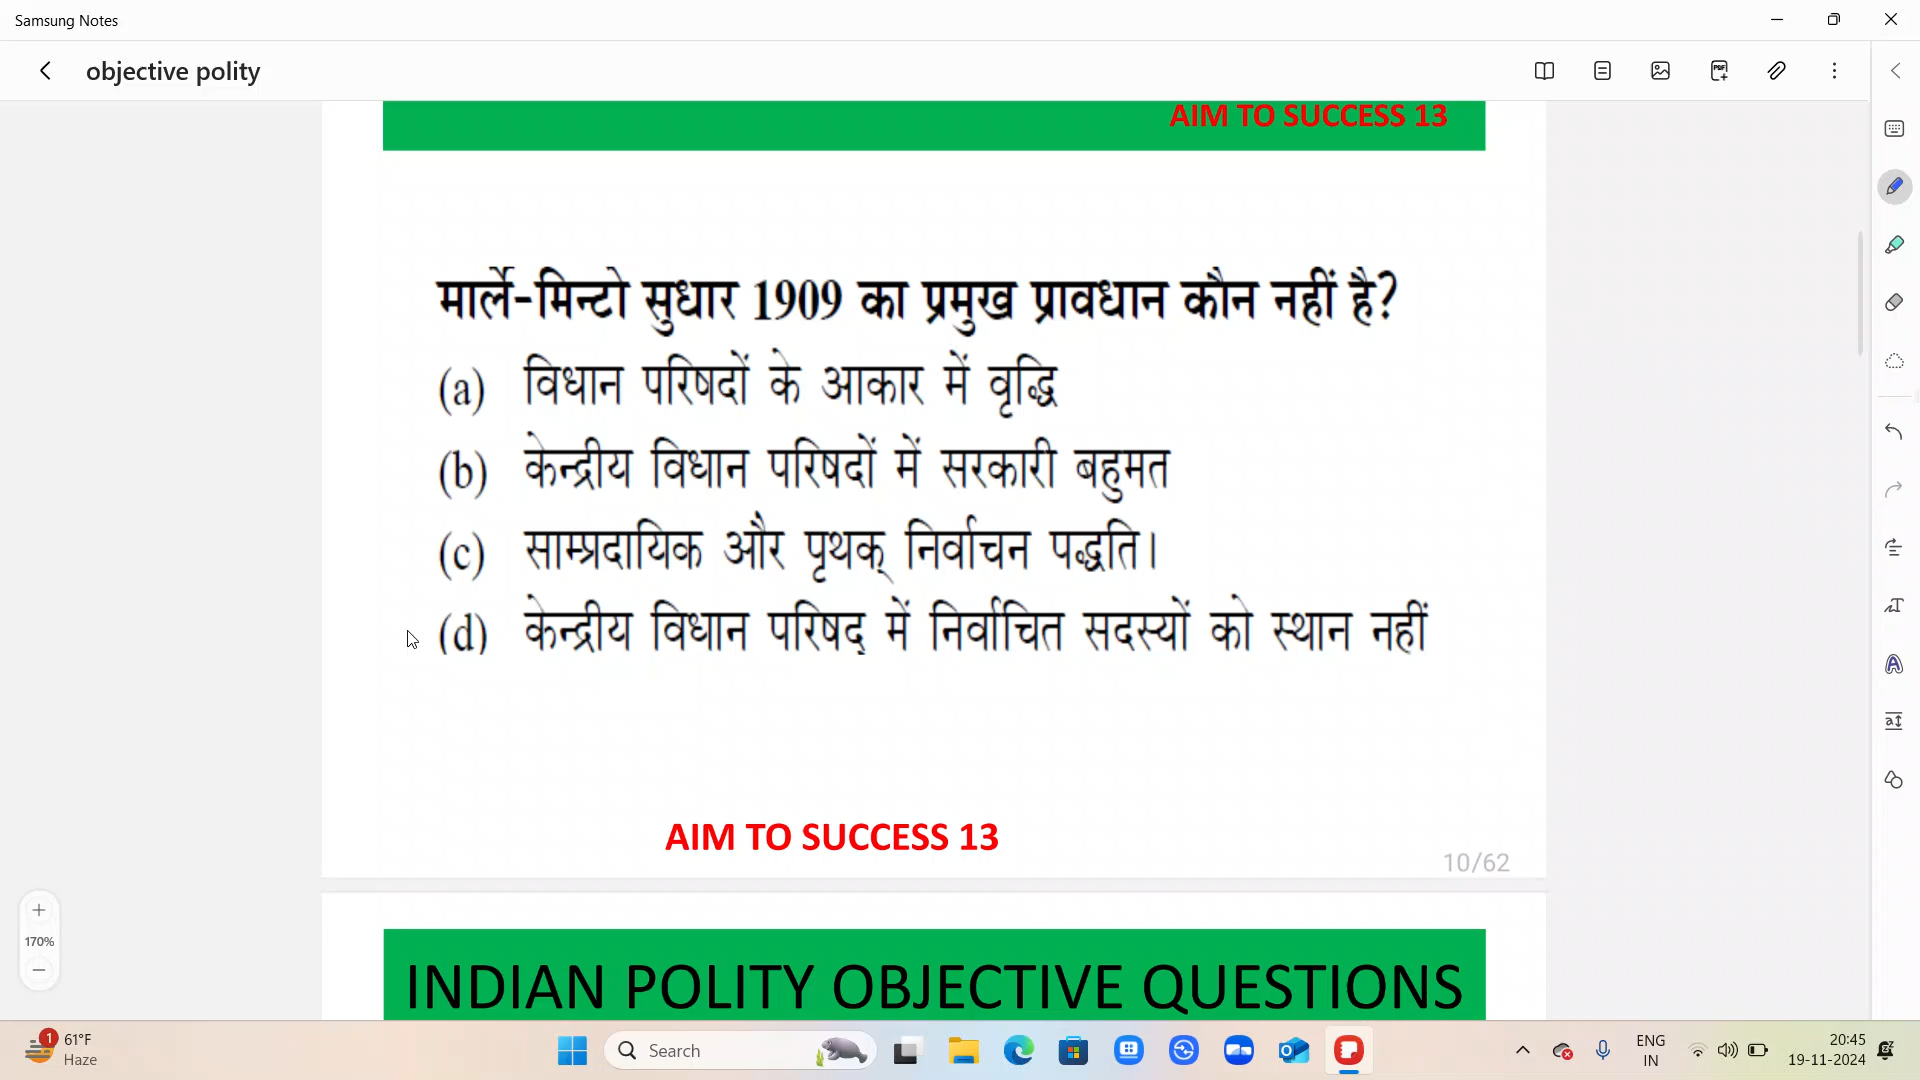 Samsung Notes
objective polity
AIM TO SUCCESS 13
मार्ले-मिन्टो सुधार 1909 का प्रमुख प्रावधान कौन नहीं है?
(a) विधान परिषदों के आकार में वृद्धि
(b) केन्द्रीय विधान परिषदों में सरकारी बहुमत
(c) साम्प्रदायिक और पृथक् निर्वाचन पद्धति।
(d) केन्द्रीय विधान परिषद् में निर्वाचित सदस्यों को स्थान नहीं
AIM TO SUCCESS 13
10/62
170%
INDIAN POLITY OBJECTIVE QUESTIONS
1
61°F
Haze
Search
ENG
IN
20:45
19-11-2024